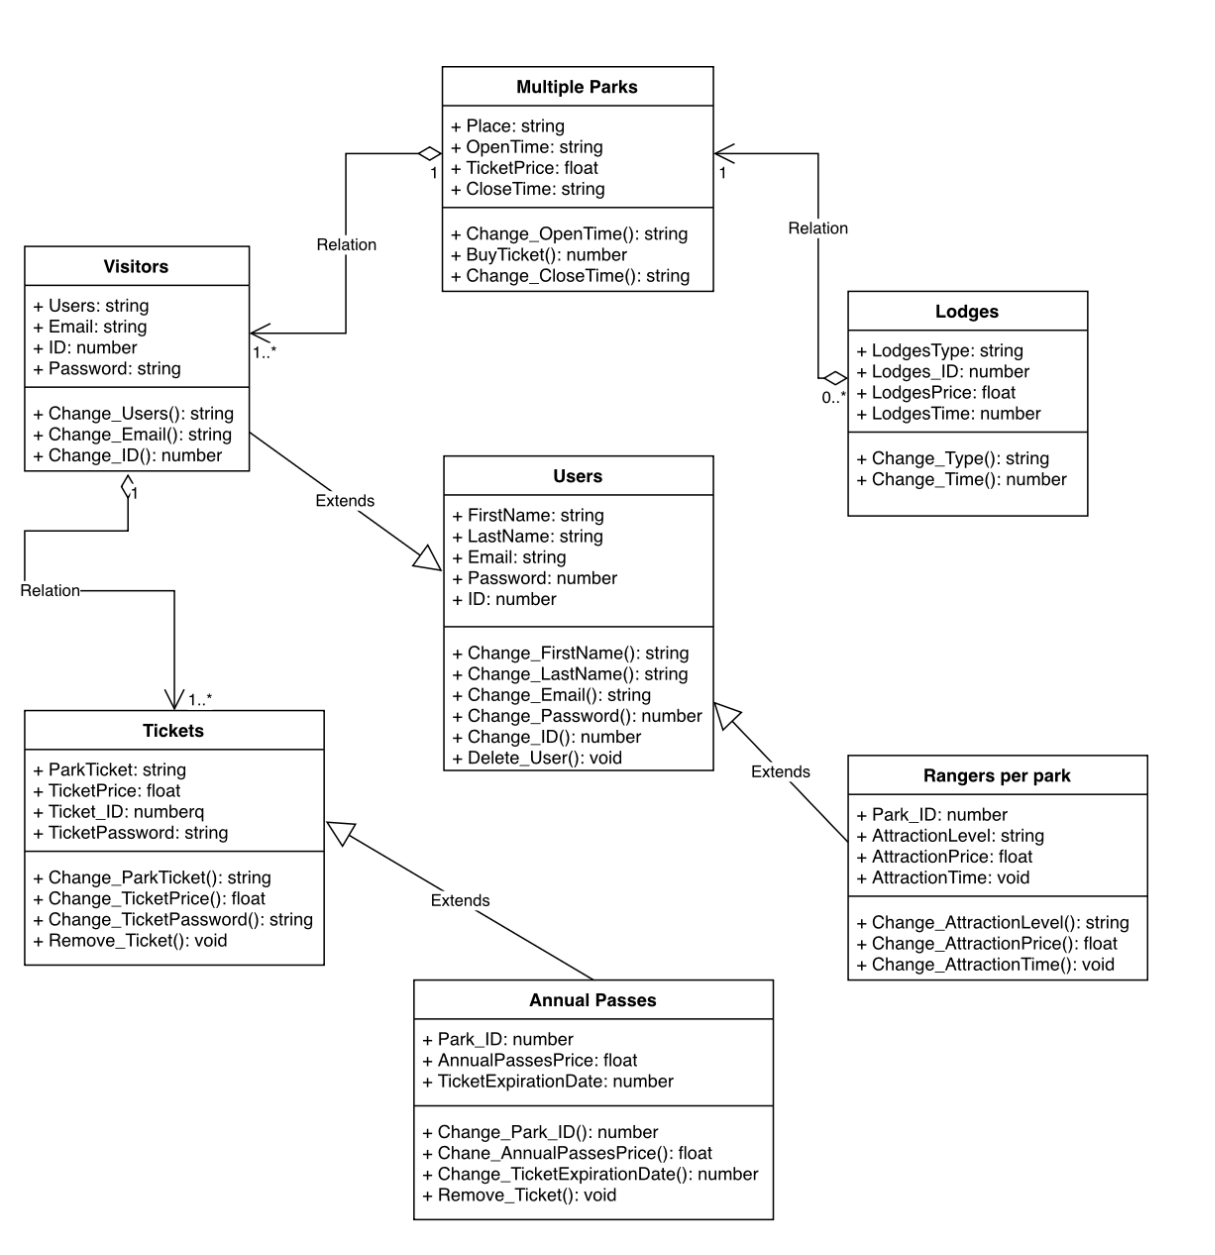 Multiple Parks
+ Place: string
+ OpenTime: string
+ TicketPrice: float
+ CloseTime: string
+ Change_OpenTime(): string
+ BuyTicket(): number
+ Change_CloseTime(): string
1
1
Relation
Relation
Visitors
+ Users: string
+ Email: string
+ ID: number
+ Password: string
+ Change_Users(): string
+ Change_Email(): string
+ Change_ID(): number
1..*
1
Lodges
+ LodgesType: string
+ Lodges_ID: number
+ LodgesPrice: float
+ LodgesTime: number
+ Change_Type(): string
+ Change_Time(): number
0..*
Extends
Users
+ FirstName: string
+ LastName: string
+ Email: string
+ Password: number
+ ID: number
+ Change_FirstName(): string
+ Change_LastName(): string
+ Change_Email(): string
+ Change_Password(): number
+ Change_ID(): number
+ Delete_User(): void
Relation
1..*
Tickets
+ ParkTicket: string
+ TicketPrice: float
+ Ticket_ID: numberq
+ TicketPassword: string
+ Change_ParkTicket(): string
+ Change_TicketPrice(): float
+ Change_TicketPassword(): string
+ Remove_Ticket(): void
Extends
Rangers per park
+ Park_ID: number
+ AttractionLevel: string
+ AttractionPrice: float
+ AttractionTime: void
+ Change_AttractionLevel(): string
+ Change_AttractionPrice(): float
+ Change_AttractionTime(): void
Extends
Annual Passes
+ Park_ID: number
+ AnnualPassesPrice: float
+ TicketExpirationDate: number
+ Change_Park_ID(): number
+ Chane_AnnualPassesPrice(): float
+ Change_TicketExpirationDate(): number
+ Remove_Ticket(): void